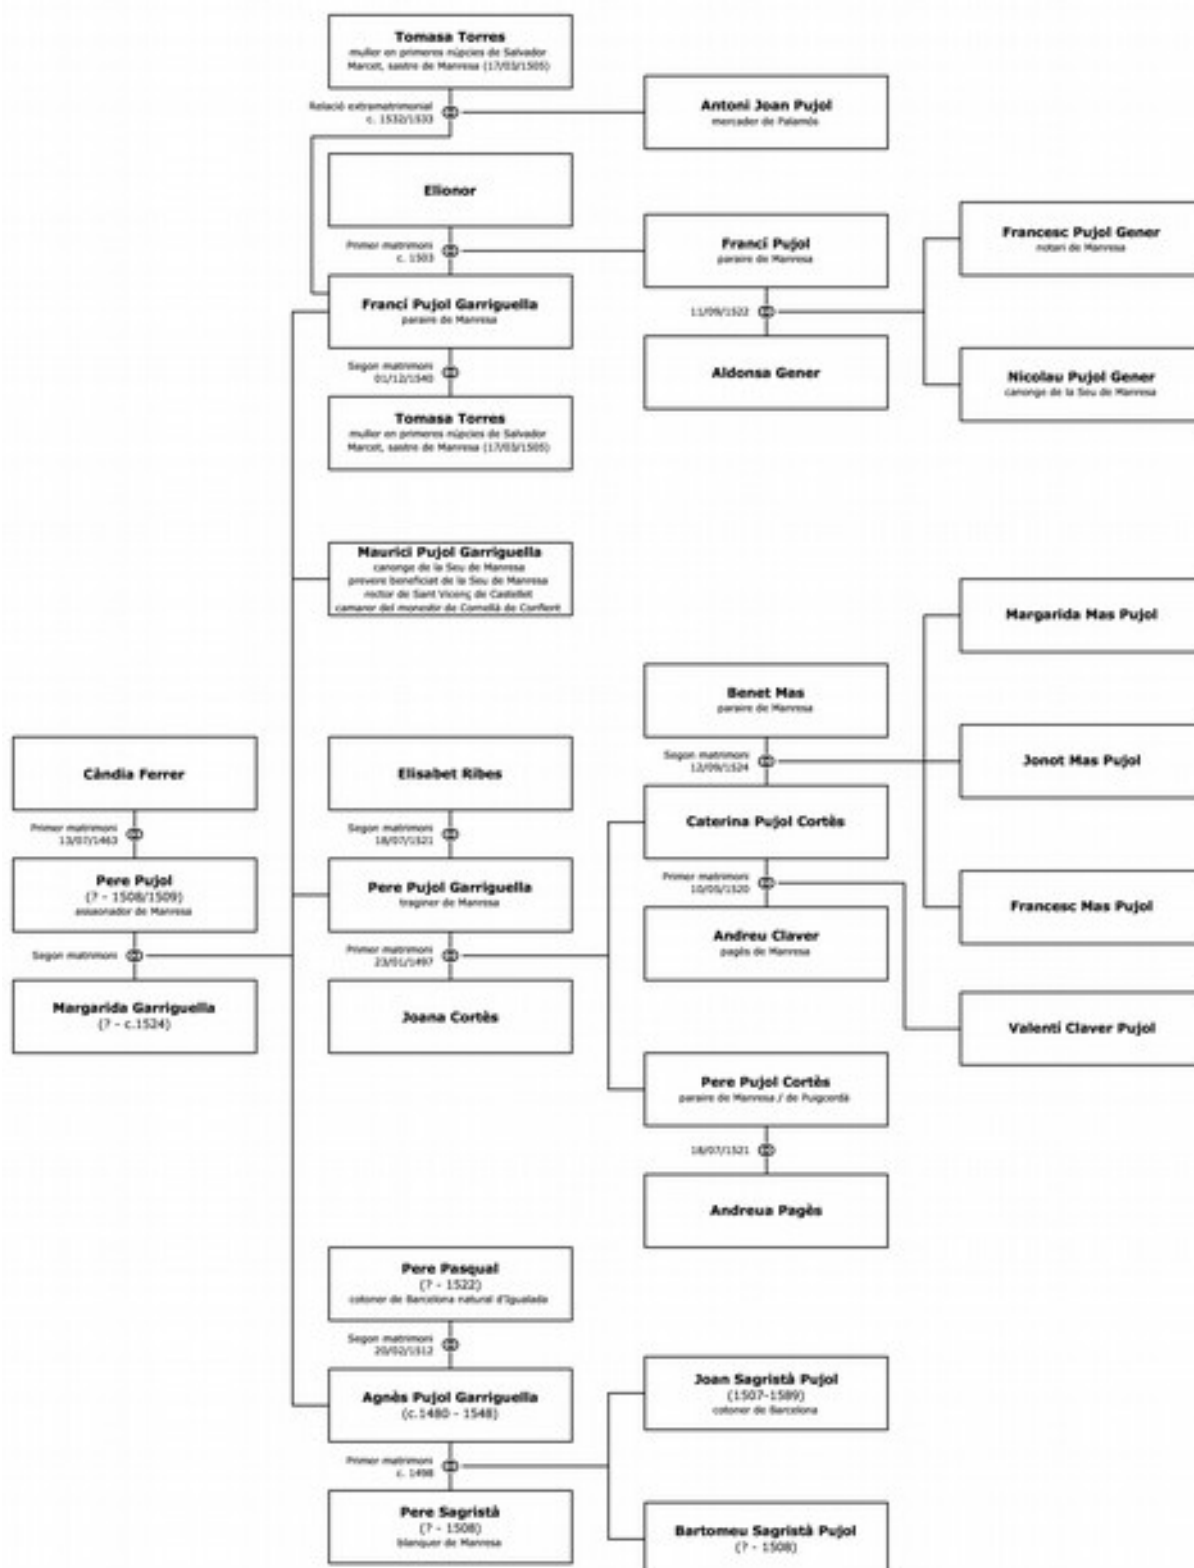 Tomasa Torres
muller en primeres núpcies de Salvador
Marcet, sastre de Manresa (17/03/1505)
Relació extramatrimonial
c. 1532/1533
Antoni Joan Pujol
mercader de Palamós
Elionor
Primer matrimoni
c. 1503
Francí Pujol
paraire de Manresa
Francesc Pujol Gener
notari de Manresa
Francí Pujol Garriguella
paraire de Manresa
11/09/1522
Segon matrimoni
01/12/1540
Aldonsa Gener
Nicolau Pujol Gener
canonge de la Seu de Manresa
Tomasa Torres
muller en primeres núpcies de Salvador
Marcet, sastre de Manresa (17/03/1505)
Maurici Pujol Garriguella
canonge de la Seu de Manresa
prevere beneficiat de la Seu de Manresa
rector de Sant Vicenç de Castellet
camarer del monestir de Cornellà de Conflent
Margarida Mas Pujol
Benet Mas
paraire de Manresa
Segon matrimoni
12/09/1524
Jonot Mas Pujol
Càndia Ferrer
Elisabet Ribes
Primer matrimoni
13/07/1463
Segon matrimoni
18/07/1521
Caterina Pujol Cortès
Pere Pujol
(? - 1508/1509)
assaonador de Manresa
Pere Pujol Garriguella
traginer de Manresa
Primer matrimoni
10/05/1520
Francesc Mas Pujol
Andreu Claver
pagès de Manresa
Segon matrimoni
Primer matrimoni
23/01/1497
Margarida Garriguella
(? - c.1524)
Joana Cortès
Valentí Claver Pujol
Pere Pujol Cortès
paraire de Manresa / de Puigcerdà
18/07/1521
Andreua Pagès
Pere Pasqual
(? - 1522)
cotoner de Barcelona natural d'Igualada
Segon matrimoni
20/02/1512
Agnès Pujol Garriguella
(c.1480 - 1548)
Joan Sagristà Pujol
(1507-1589)
cotoner de Barcelona
Primer matrimoni
c. 1498
Pere Sagristà
(? - 1508)
blanquer de Manresa
Bartomeu Sagristà Pujol
(? - 1508)